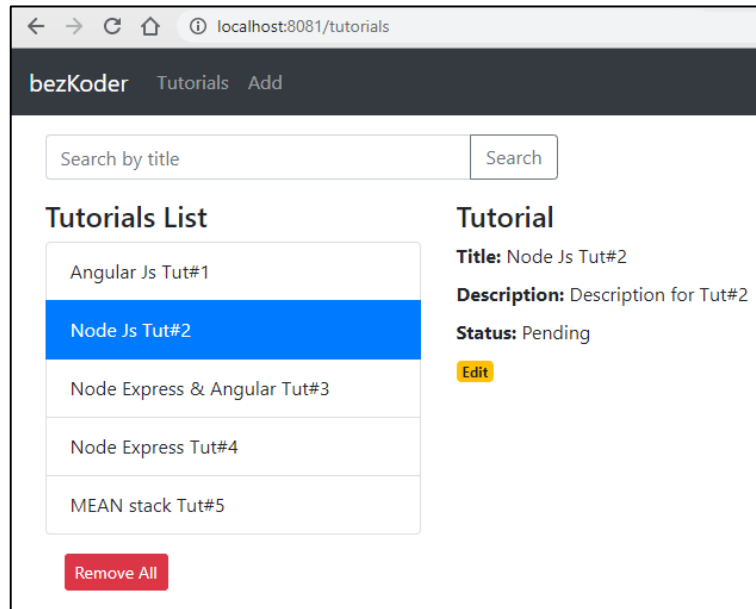 localhost:8081/tutorials
bezKoder Tutorials Add
Search by title Search
Tutorials List
Angular Js Tut#1
Node Js Tut#2
Node Express & Angular Tut#3
Node Express Tut#4
MEAN stack Tut#5
Remove All
Tutorial
Title: Node Js Tut#2
Description: Description for Tut#2
Status: Pending
Edit